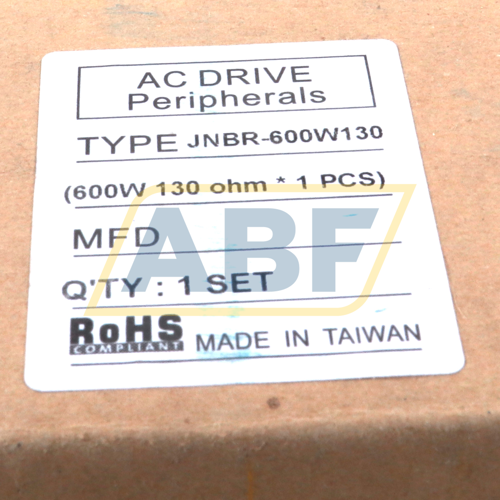 AC DRIVE
Peripherals
TYPE JNBR-600W130
(600W 130 ohm * 1 PCS)
ABF
MFD
Q'TY : 1 SET
RoHS
COMPLIANT
MADE IN TAIWAN